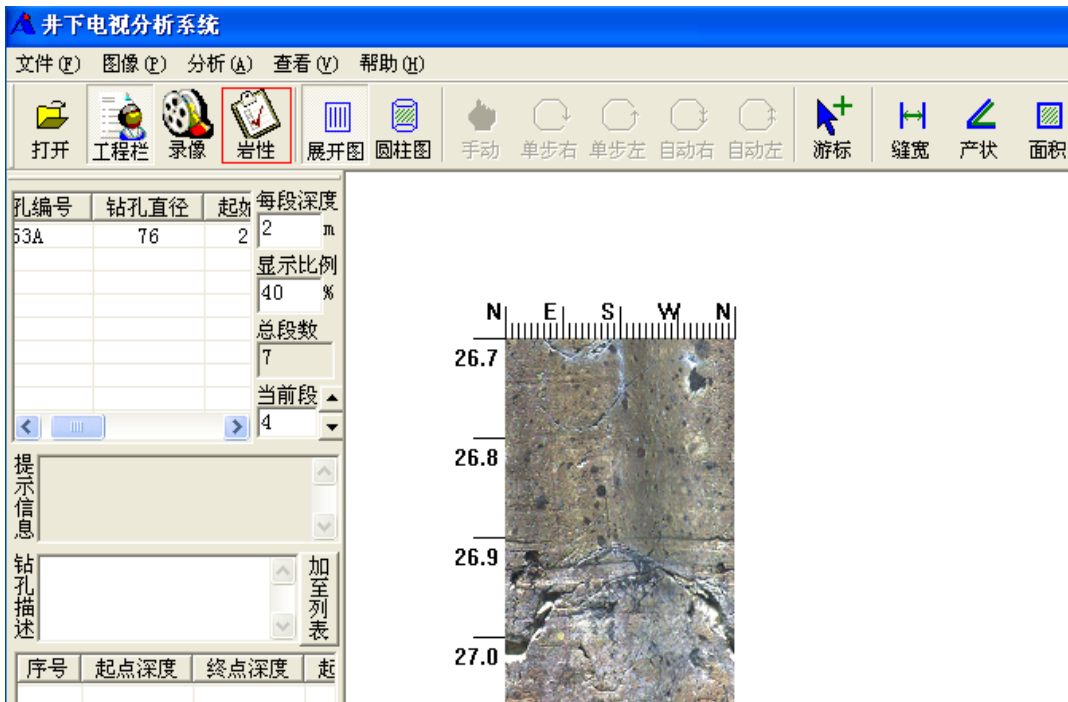 井下电视分析系统
文件(F) 图像(P) 分析(A) 查看(V) 帮助(H)
打开 工程栏 录像 岩性 展开图 圆柱图 手动 单步右 单步左 自动右 自动左 游标 缝宽 产状 面积
孔编号 钻孔直径 起始
53A 76 2
每段深度
2 m
显示比例
40 %
总段数
7
当前段
4
提示信息
钻孔描述
加至列表
序号 起点深度 终点深度 起
N E S W N
26.7
26.8
26.9
27.0